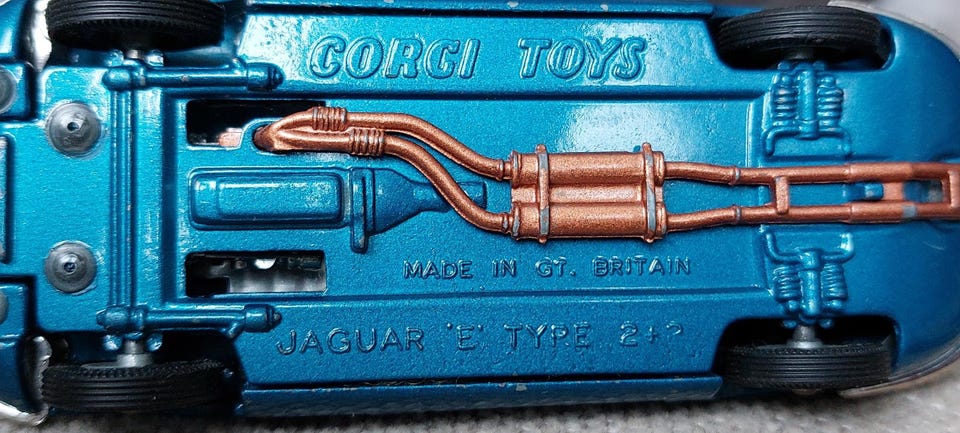 CORGI TOYS
MADE IN GT. BRITAIN
JAGUAR 'E' TYPE 2+2